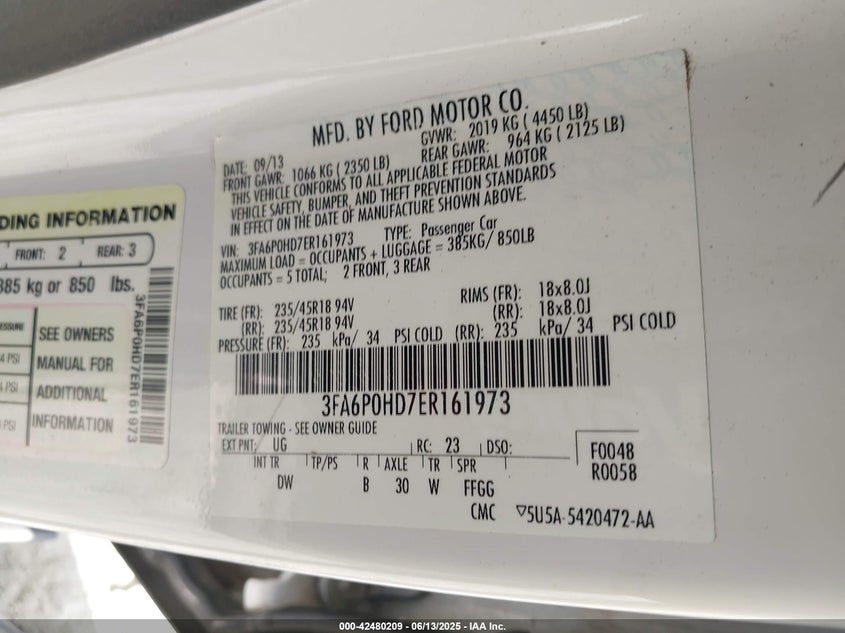 MFD. BY FORD MOTOR CO.
DATE: 09/13
GVWR: 2019 KG ( 4450 LB)
FRONT GAWR: 1066 KG ( 2350 LB)
REAR GAWR: 964 KG ( 2125 LB)
THIS VEHICLE CONFORMS TO ALL APPLICABLE FEDERAL MOTOR
VEHICLE SAFETY, BUMPER, AND THEFT PREVENTION STANDARDS
IN EFFECT ON THE DATE OF MANUFACTURE SHOWN ABOVE.
VIN: 3FA6P0HD7ER161973 TYPE: Passenger Car
MAXIMUM LOAD = OCCUPANTS + LUGGAGE = 385KG/ 850LB
OCCUPANTS = 5 TOTAL; 2 FRONT, 3 REAR
TIRE (FR): 235/45R18 94V RIMS (FR): 18x8.0J
(RR): 235/45R18 94V (RR): 18x8.0J
PRESSURE (FR): 235 kPa/ 34 PSI COLD (RR): 235 kPa/ 34 PSI COLD
3FA6P0HD7ER161973
TRAILER TOWING - SEE OWNER GUIDE
EXT PNT: UG RC: 23 DSO:
INT TR TP/PS R AXLE TR SPR
DW B 30 W FFGG
F0048
R0058
CMC ▽5U5A-5420472-AA
DING INFORMATION
FRONT: 2 REAR: 3
385 kg or 850 lbs.
SEE OWNERS
MANUAL FOR
ADDITIONAL
INFORMATION
4 PSI
PSI
PSI
3FA6P0HD7ER161973
000-42480209 - 06/13/2025 - IAA Inc.